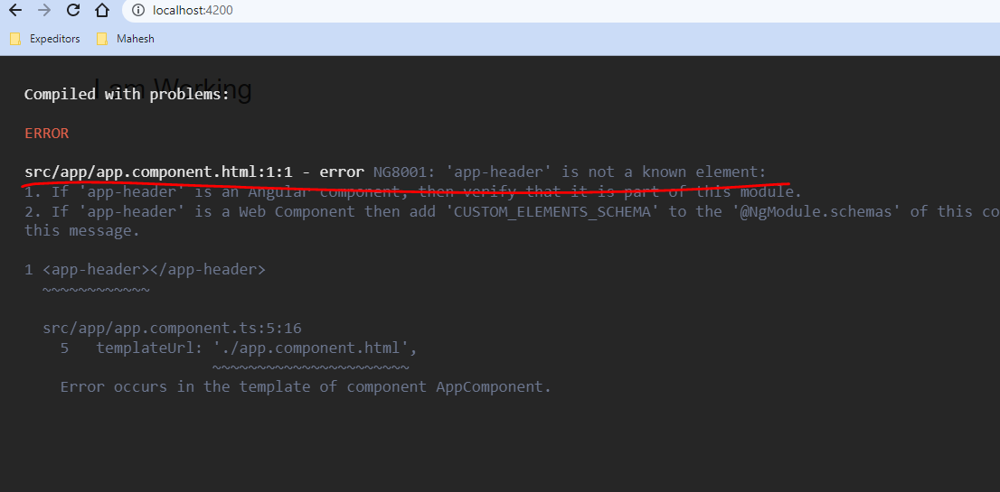 localhost:4200
Expeditors Mahesh
I am Working
Compiled with problems:
ERROR
src/app/app.component.html:1:1 - error NG8001: 'app-header' is not a known element:
1. If 'app-header' is an Angular component, then verify that it is part of this module.
2. If 'app-header' is a Web Component then add 'CUSTOM_ELEMENTS_SCHEMA' to the '@NgModule.schemas' of this co
this message.
1 <app-header></app-header>
~~~~~~~~~~~~
src/app/app.component.ts:5:16
5 templateUrl: './app.component.html',
~~~~~~~~~~~~~~~~~~~~~~
Error occurs in the template of component AppComponent.